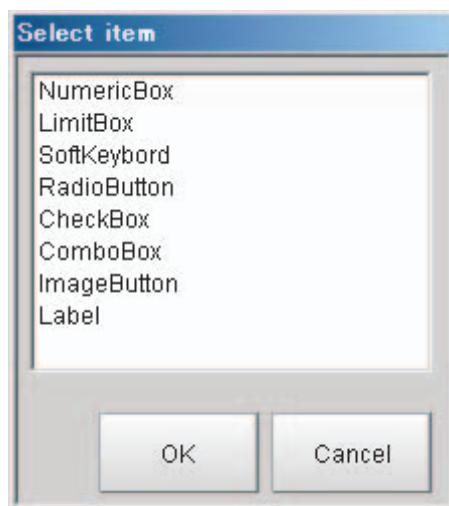 Select item
NumericBox
LimitBox
SoftKeybord
RadioButton
CheckBox
ComboBox
ImageButton
Label
OK Cancel